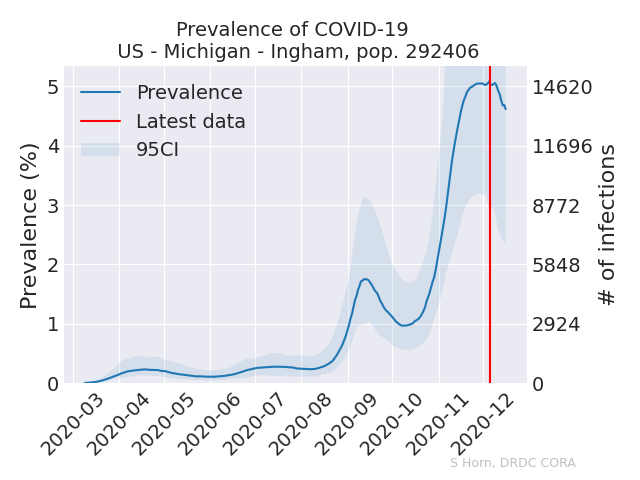 Prevalence of COVID-19
US - Michigan - Ingham, pop. 292406
Prevalence
Latest data
95CI
Prevalence (%)
5
4
3
2
1
0
14620
11696
8772
5848
2924
0
# of infections
2020-03
2020-04
2020-05
2020-06
2020-07
2020-08
2020-09
2020-10
2020-11
2020-12
S Horn, DRDC CORA